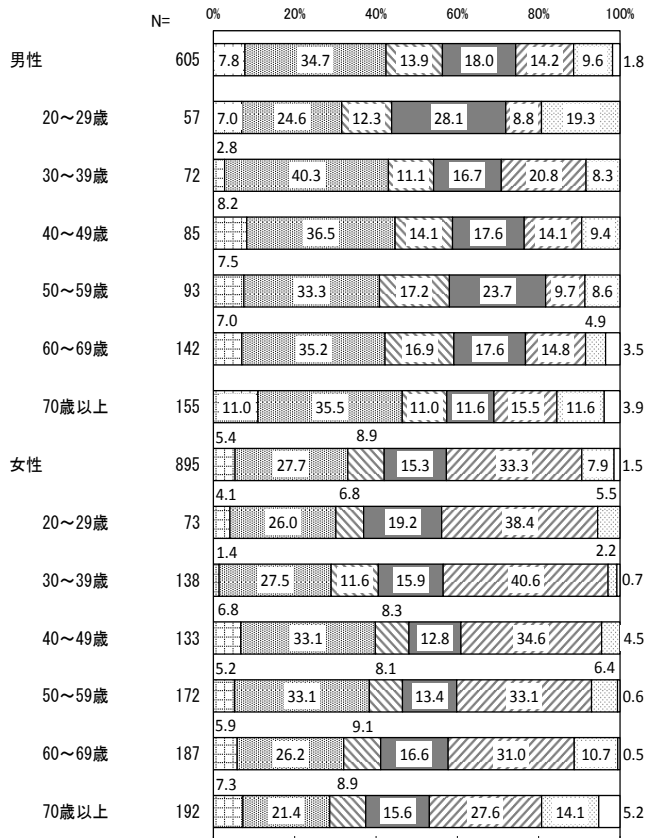 N= 0% 20% 40% 60% 80% 100%
男性 605 7.8 34.7 13.9 18.0 14.2 9.6 1.8
20～29歳 57 7.0 24.6 12.3 28.1 8.8 19.3
2.8
30～39歳 72 40.3 11.1 16.7 20.8 8.3
8.2
40～49歳 85 36.5 14.1 17.6 14.1 9.4
7.5
50～59歳 93 33.3 17.2 23.7 9.7 8.6
7.0 4.9
60～69歳 142 35.2 16.9 17.6 14.8 3.5
70歳以上 155 11.0 35.5 11.0 11.6 15.5 11.6 3.9
5.4 8.9
女性 895 27.7 15.3 33.3 7.9 1.5
4.1 6.8 5.5
20～29歳 73 26.0 19.2 38.4
1.4 2.2
30～39歳 138 27.5 11.6 15.9 40.6 0.7
6.8 8.3
40～49歳 133 33.1 12.8 34.6 4.5
5.2 8.1 6.4
50～59歳 172 33.1 13.4 33.1 0.6
5.9 9.1
60～69歳 187 26.2 16.6 31.0 10.7 0.5
7.3 8.9
70歳以上 192 21.4 15.6 27.6 14.1 5.2